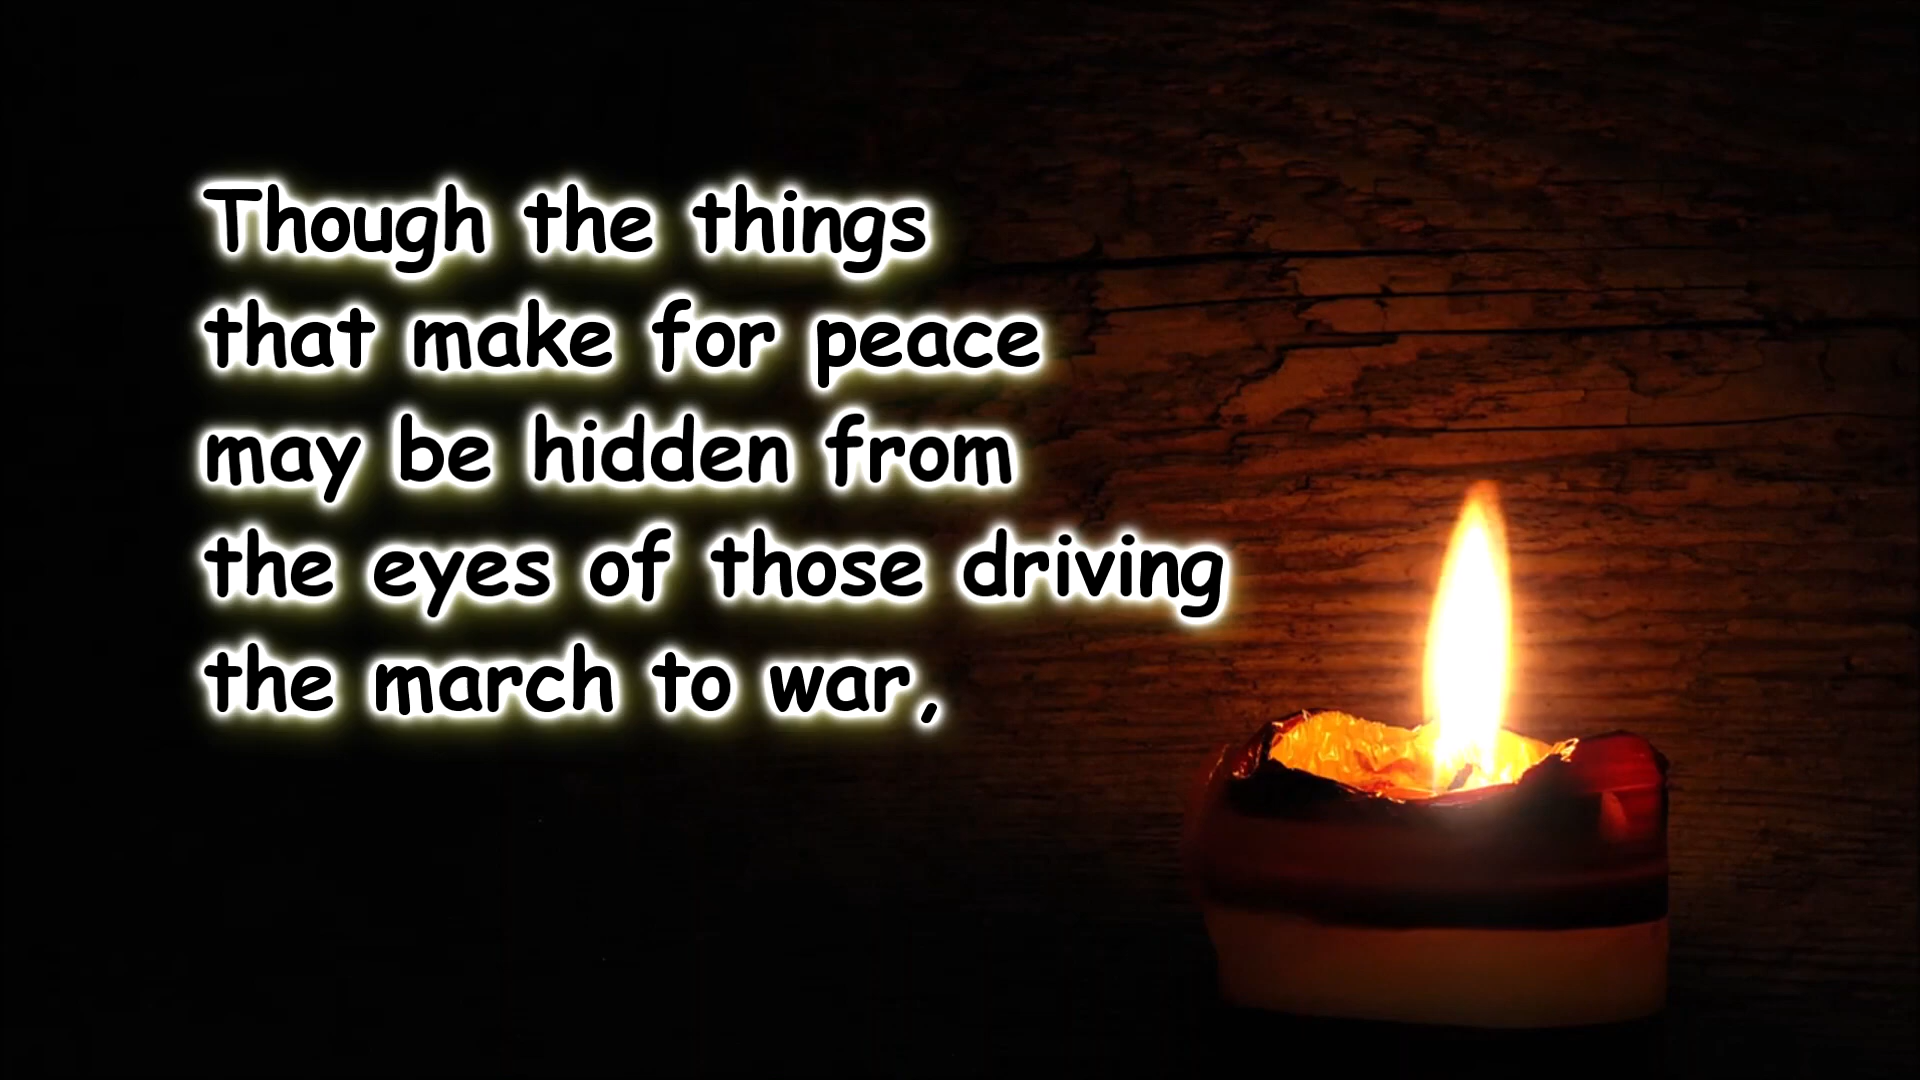 Though the things
that make for peace
may be hidden from
the eyes of those driving
the march to war,